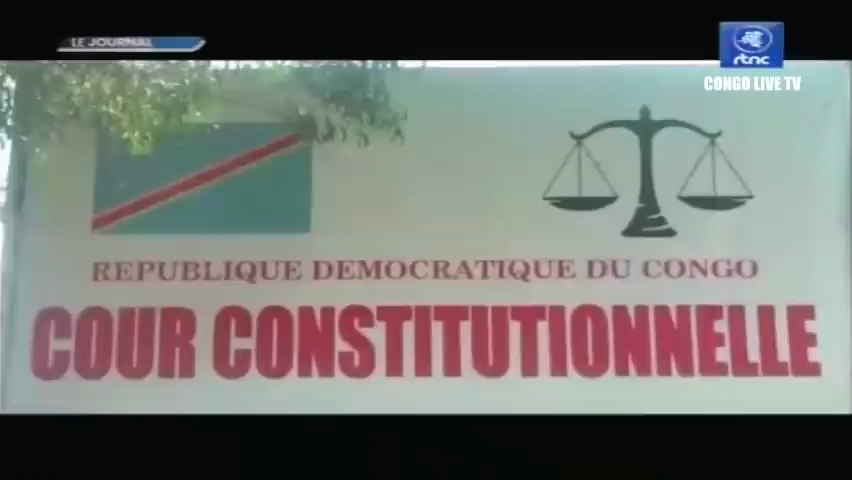 LE JOURNAL
rtnc
CONGO LIVE TV
REPUBLIQUE DEMOCRATIQUE DU CONGO
COUR CONSTITUTIONNELLE